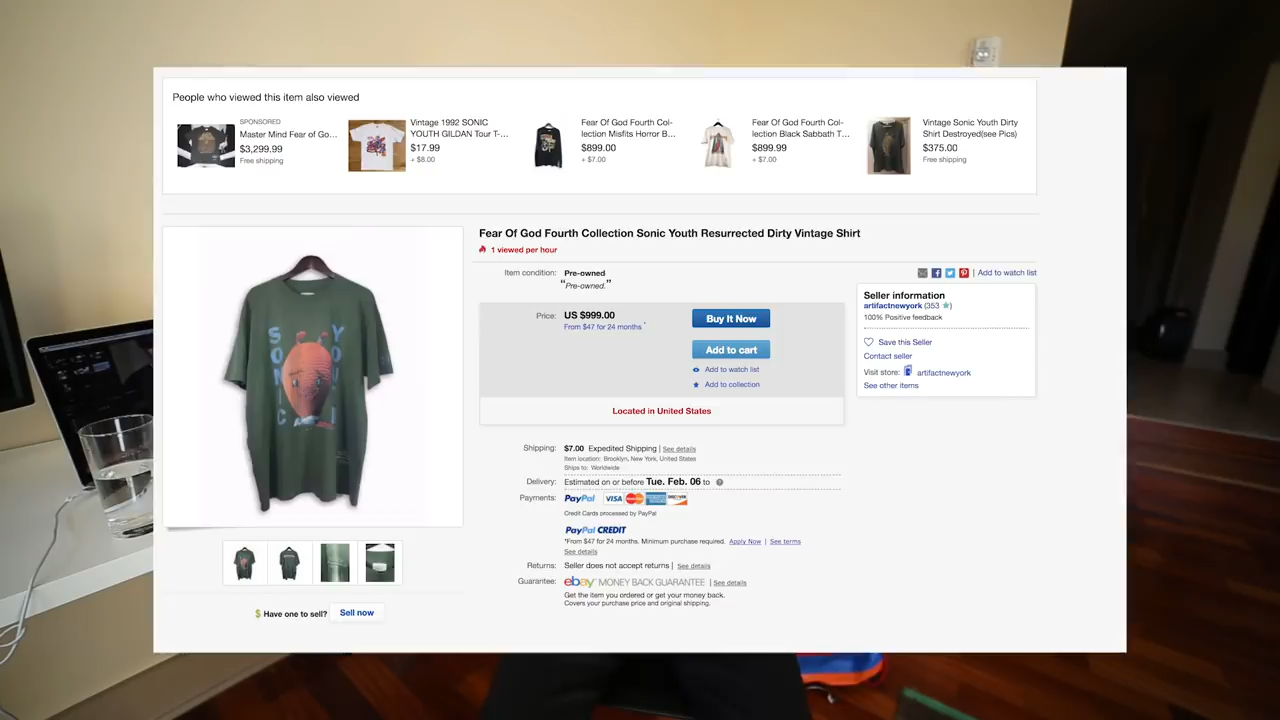 People who viewed this item also viewed
SPONSORED
Master Mind Fear of Go...
$3,299.99
Free shipping
Vintage 1992 SONIC
YOUTH GILDAN Tour T-...
$17.99
+ $8.00
Fear Of God Fourth Col-
lection Misfits Horror B...
$899.00
+ $7.00
Fear Of God Fourth Col-
lection Black Sabbath T...
$899.99
+ $7.00
Vintage Sonic Youth Dirty
Shirt Destroyed(see Pics)
$375.00
Free shipping
Fear Of God Fourth Collection Sonic Youth Resurrected Dirty Vintage Shirt
1 viewed per hour
Item condition: Pre-owned
“Pre-owned.”
Price: US $999.00
From $47 for 24 months *
Buy It Now
Add to cart
Add to watch list
Add to collection
Located in United States
| Add to watch list
Seller information
artifactnewyork (353 ★)
100% Positive feedback
Save this Seller
Contact seller
Visit store: artifactnewyork
See other items
Shipping: $7.00 Expedited Shipping | See details
Item location: Brooklyn, New York, United States
Ships to: Worldwide
Delivery: Estimated on or before Tue. Feb. 06 to
Payments: PayPal VISA MasterCard DISCOVER
Credit Cards processed by PayPal
PayPal CREDIT
*From $47 for 24 months. Minimum purchase required. Apply Now | See terms
See details
Returns: Seller does not accept returns | See details
Guarantee: ebay MONEY BACK GUARANTEE | See details
Get the item you ordered or get your money back.
Covers your purchase price and original shipping.
$ Have one to sell? Sell now